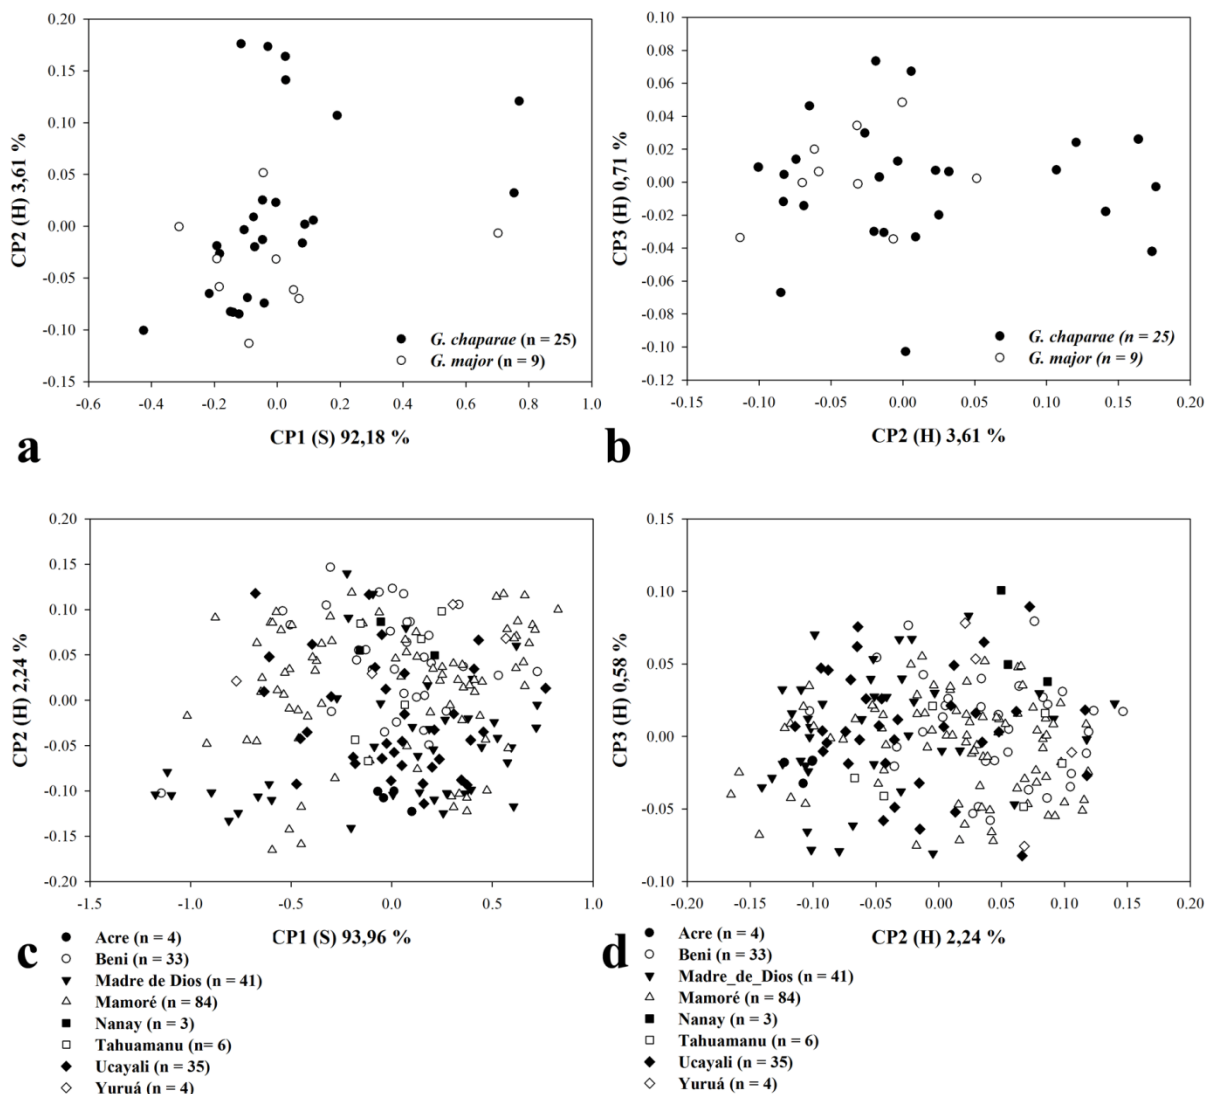 0.20
0.15
0.10
0.05
0.00
-0.05
-0.10
-0.15
CP2 (H) 3,61 %
-0.6 -0.4 -0.2 0.0 0.2 0.4 0.6 0.8 1.0
CP1 (S) 92,18 %
G. chaparae (n = 25)
G. major (n = 9)
a
0.10
0.08
0.06
0.04
0.02
0.00
-0.02
-0.04
-0.06
-0.08
-0.10
-0.12
CP3 (H) 0,71 %
-0.15 -0.10 -0.05 0.00 0.05 0.10 0.15 0.20
CP2 (H) 3,61 %
G. chaparae (n = 25)
G. major (n = 9)
b
0.20
0.15
0.10
0.05
0.00
-0.05
-0.10
-0.15
-0.20
CP2 (H) 2,24 %
-1.5 -1.0 -0.5 0.0 0.5 1.0
CP1 (S) 93,96 %
c
Acre (n = 4)
Beni (n = 33)
Madre de Dios (n = 41)
Mamoré (n = 84)
Nanay (n = 3)
Tahuamanu (n= 6)
Ucayali (n = 35)
Yuruá (n = 4)
0.15
0.10
0.05
0.00
-0.05
-0.10
CP3 (H) 0,58 %
-0.20 -0.15 -0.10 -0.05 0.00 0.05 0.10 0.15 0.20
CP2 (H) 2,24 %
d
Acre (n = 4)
Beni (n = 33)
Madre_de_Dios (n = 41)
Mamoré (n = 84)
Nanay (n = 3)
Tahuamanu (n = 6)
Ucayali (n = 35)
Yuruá (n = 4)